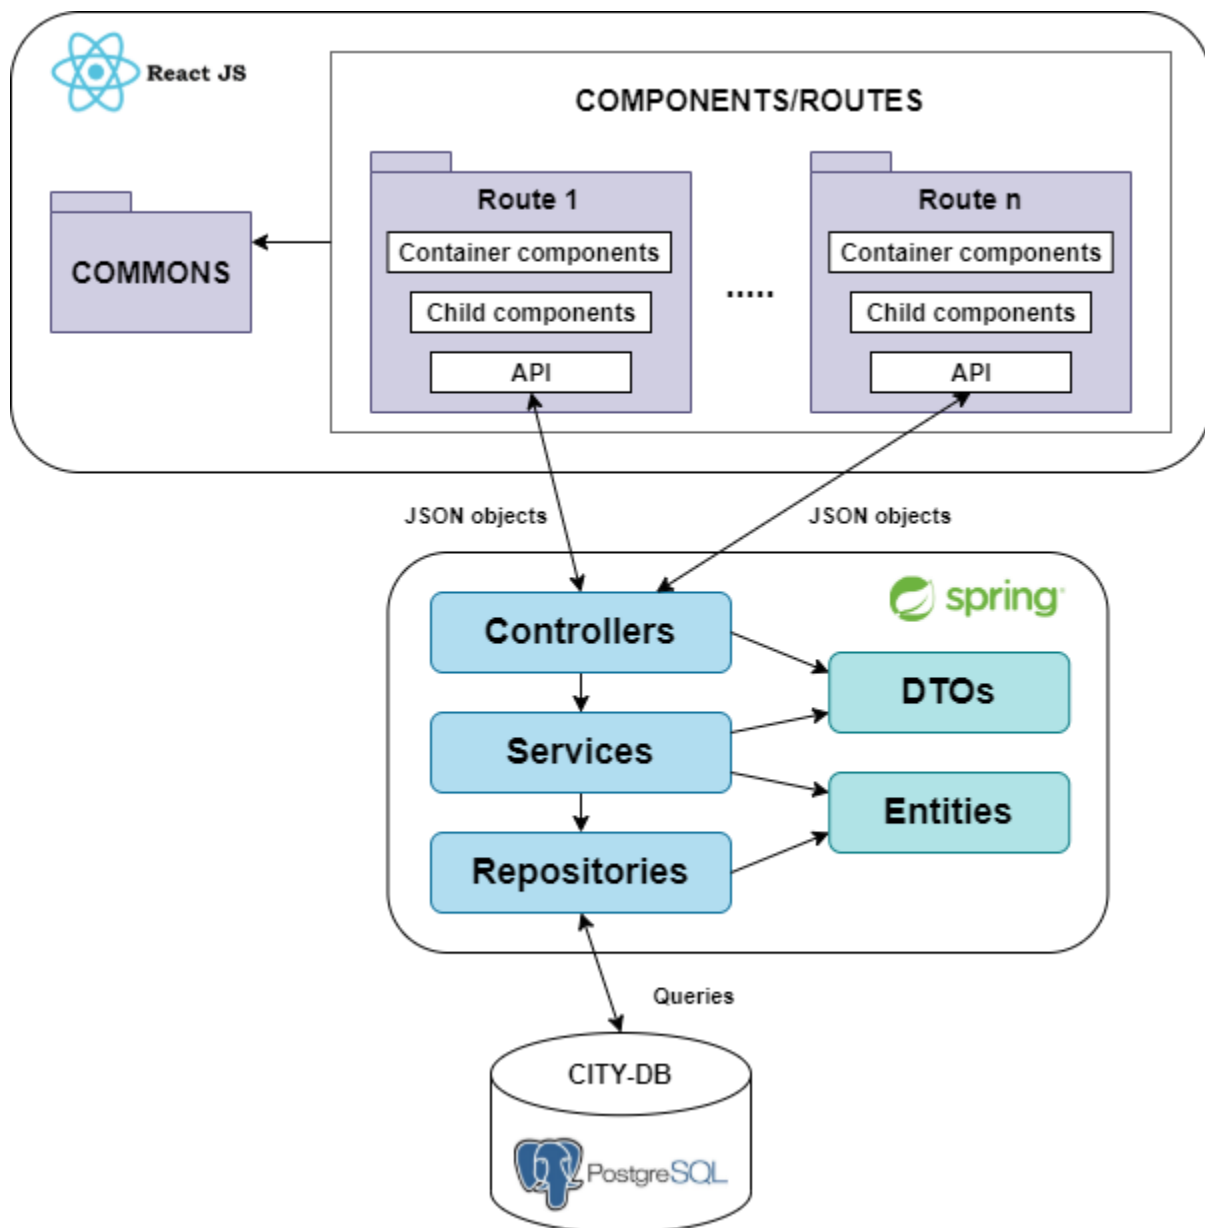 React JS
COMPONENTS/ROUTES
Route 1
Route n
COMMONS
Container components
Container components
Child components
.....
Child components
API
API
JSON objects
JSON objects
spring
Controllers
DTOs
Services
Entities
Repositories
Queries
CITY-DB
PostgreSQL